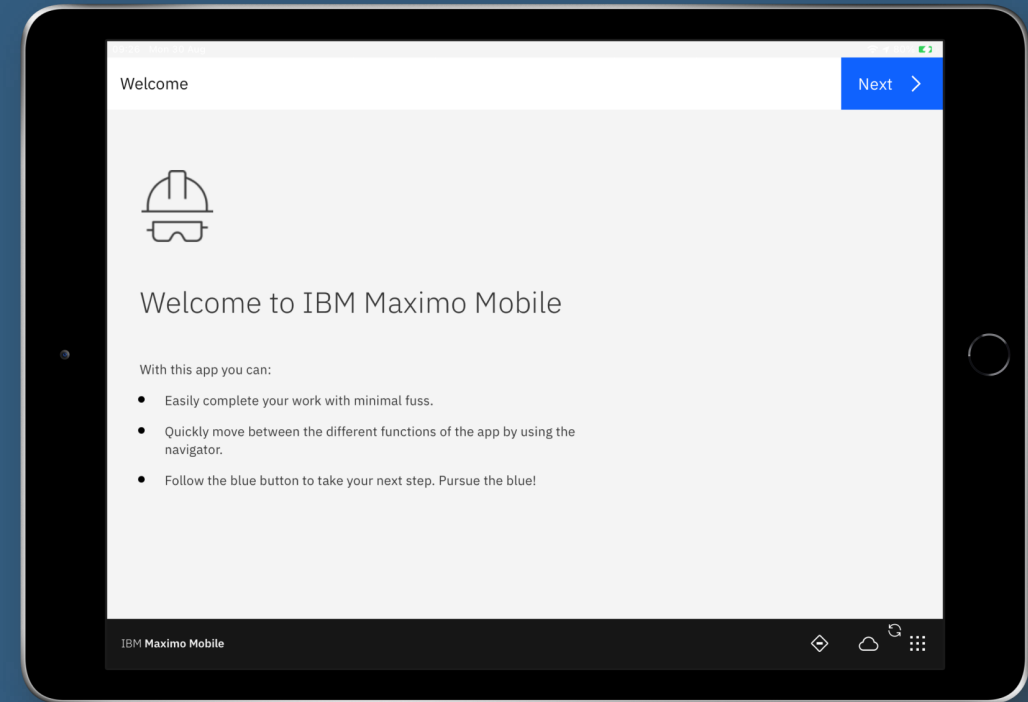 Welcome
Next
Welcome to IBM Maximo Mobile
With this app you can:
Easily complete your work with minimal fuss.
Quickly move between the different functions of the app by using the
navigator.
Follow the blue button to take your next step. Pursue the blue!
IBM Maximo Mobile